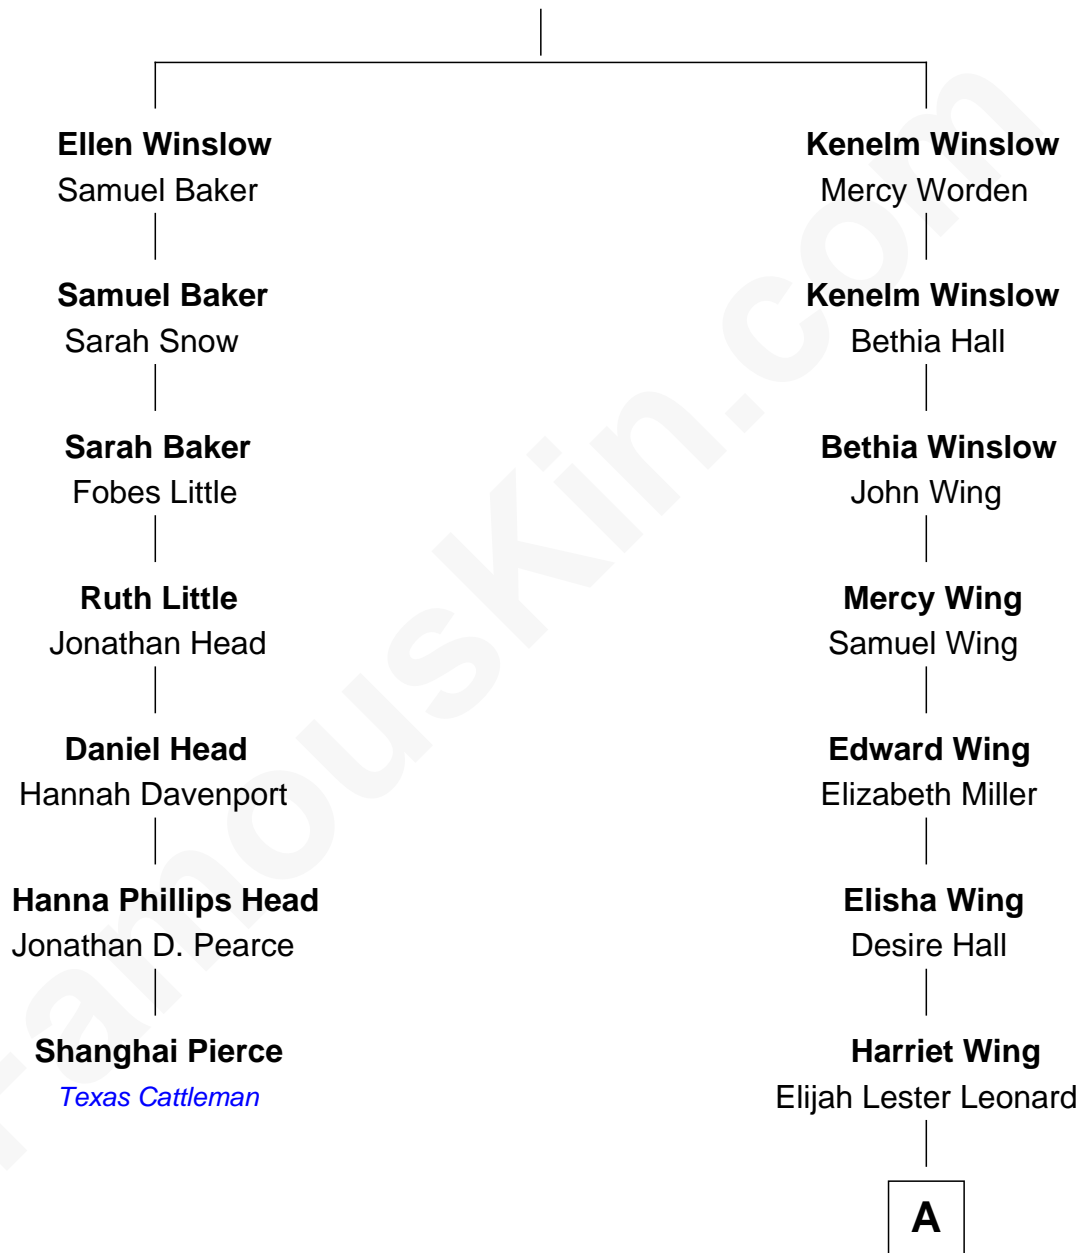 Ellen Winslow
Samuel Baker
Kenelm Winslow
Mercy Worden
Samuel Baker
Sarah Snow
Kenelm Winslow
Bethia Hall
Sarah Baker
Fobes Little
Bethia Winslow
John Wing
Ruth Little
Jonathan Head
Mercy Wing
Samuel Wing
Daniel Head
Hannah Davenport
Edward Wing
Elizabeth Miller
Hanna Phillips Head
Jonathan D. Pearce
Elisha Wing
Desire Hall
Shanghai Pierce
Texas Cattleman
Harriet Wing
Elijah Lester Leonard
A
FamousKin.com